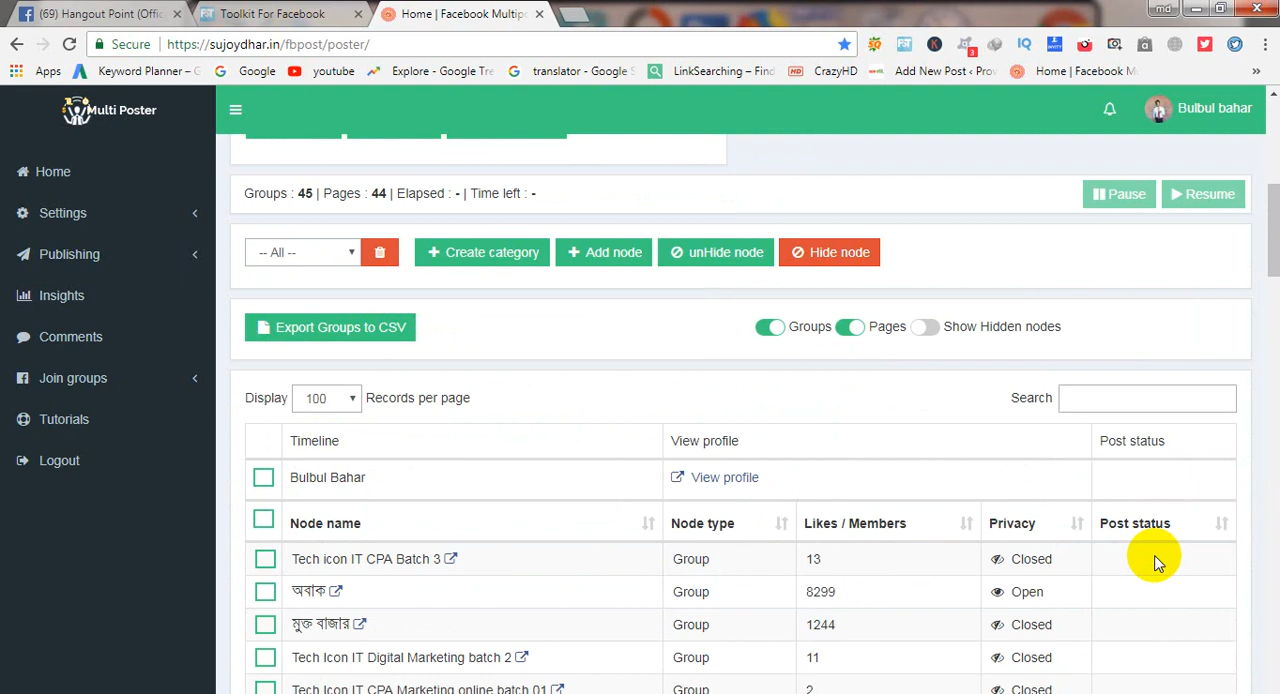 (69) Hangout Point (Offic
Toolkit For Facebook
Home | Facebook Multipo
md
Secure
https://sujoydhar.in/fbpost/poster/
Apps
Keyword Planner – G
Google
youtube
Explore - Google Tre
translator - Google S
LinkSearching – Find
CrazyHD
Add New Post ‹ Prov
Home | Facebook Mu
»
Multi Poster
Bulbul bahar
Home
Settings
Publishing
Insights
Comments
Join groups
Tutorials
Logout
Groups : 45 | Pages : 44 | Elapsed : - | Time left : -
Pause
Resume
-- All --
Create category
Add node
unHide node
Hide node
Export Groups to CSV
Groups
Pages
Show Hidden nodes
Display 100 Records per page
Search
Timeline
View profile
Post status
Bulbul Bahar
View profile
Node name
Node type
Likes / Members
Privacy
Post status
Tech icon IT CPA Batch 3
Group
13
Closed
অবাক
Group
8299
Open
মুক্ত বাজার
Group
1244
Closed
Tech Icon IT Digital Marketing batch 2
Group
11
Closed
Tech Icon IT CPA Marketing online batch 01
Group
2
Closed